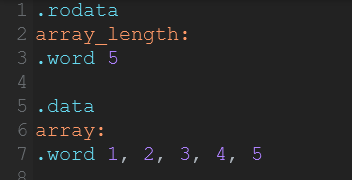 1 .rodata
2 array_length:
3 .word 5
4
5 .data
6 array:
7 .word 1, 2, 3, 4, 5
8